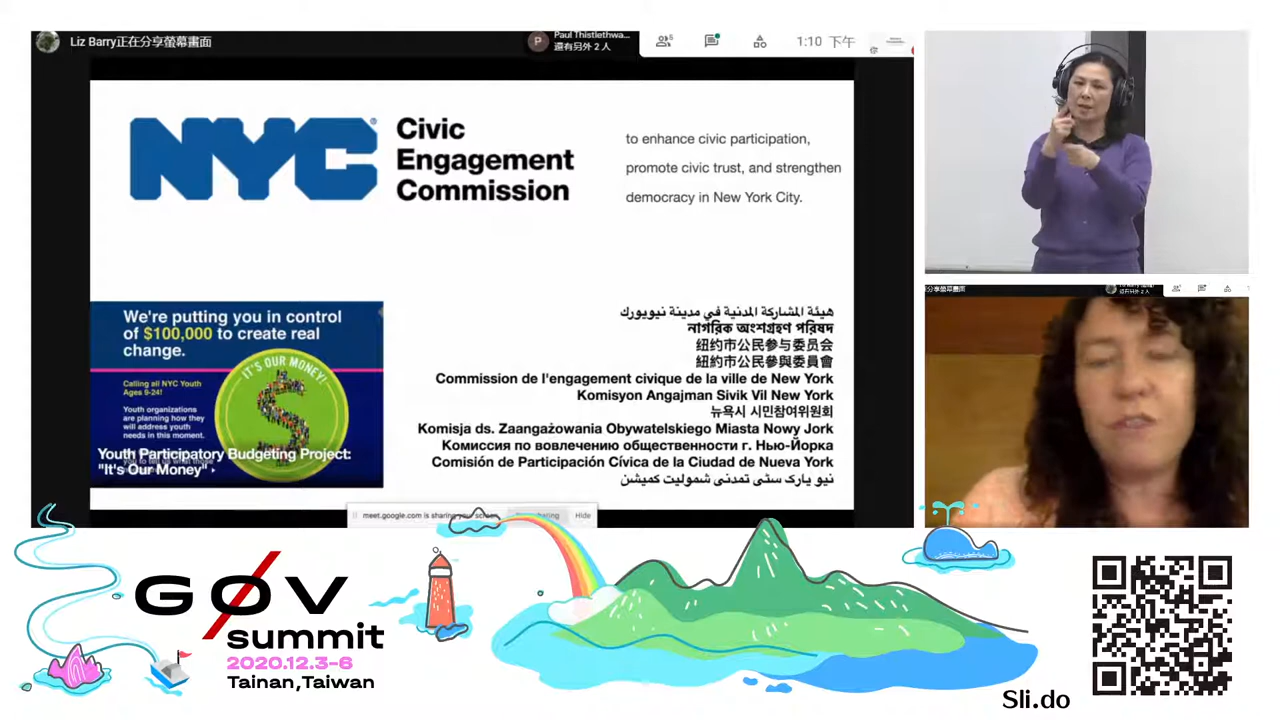 Liz Barry正在分享螢幕畫面
P
Paul Thistlethwa...
還有另外 2 人
6
1:10 下午
你
NYC
Civic
Engagement
Commission
to enhance civic participation,
promote civic trust, and strengthen
democracy in New York City.
We're putting you in control
of $100,000 to create real
change.
IT'S OUR MONEY!
Calling all NYC Youth
Ages 9-24!
Youth organizations
are planning how they
will address youth
needs in this moment.
Youth Participatory Budgeting Project:
"It's Our Money"
هيئة المشاركة المدنية في مدينة نيويورك
নাগরিক অংশগ্রহণ পরিষদ
紐約市公民参与委员会
紐約市公民參與委員會
Commission de l'engagement civique de la ville de New York
Komisyon Angajman Sivik Vil New York
뉴욕시 시민참여위원회
Komisja ds. Zaangażowania Obywatelskiego Miasta Nowy Jork
Комиссия по вовлечению общественности г. Нью-Йорка
Comisión de Participación Cívica de la Ciudad de Nueva York
نیو یارک سٹی تمدنی شمولیت کمیشن
meet.google.com is sharing your screen.
Hide
分享螢幕畫面
還有另外 2 人
GØV
summit
2020.12.3-6
Tainan,Taiwan
Sli.do